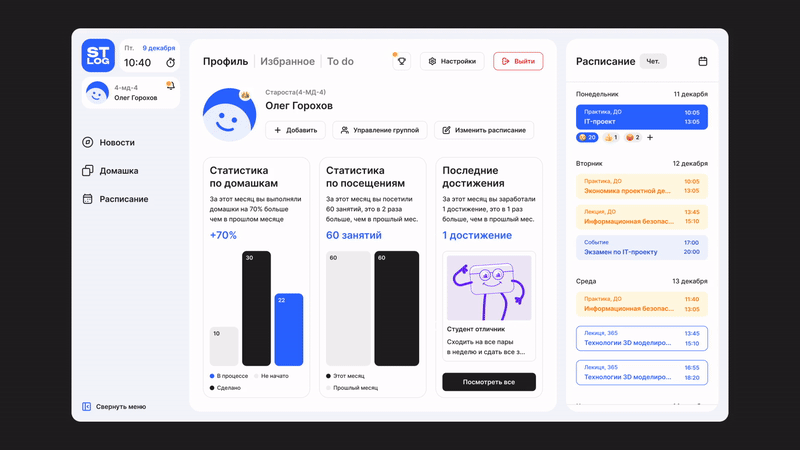 ST
LOG
Пт.
9 декабря
10:40
4-мд-4
Олег Горохов
Новости
Домашка
Расписание
Свернуть меню
Профиль
Избранное
To do
Настройки
Выйти
Староста(4-МД-4)
Олег Горохов
Добавить
Управление группой
Изменить расписание
Статистика
по домашкам
За этот месяц вы выполнили
домашки на 70% больше
чем в прошлом месяце
+70%
10
30
22
В процессе
Не начато
Сделано
Статистика
по посещениям
За этот месяц вы посетили
60 занятий, это в 2 раза
больше, чем в прошлый мес.
60 занятий
60
60
Этот месяц
Прошлый месяц
Последние
достижения
За этот месяц вы заработали
1 достижение, это в 1 раз
больше, чем в прошлый мес.
1 достижение
Студент отличник
Сходить на все пары
в неделю и сдать все з...
Посмотреть все
Расписание
Чет.
Понедельник
11 декабря
Практика, ДО
10:05
IT-проект
13:05
20
1
2
Вторник
12 декабря
Практика, ДО
10:05
Экономика проектной де...
13:05
Лекция, ДО
13:45
Информационная безопас...
15:10
Событие
17:00
Экзамен по IT-проекту
20:00
Среда
13 декабря
Практика, ДО
11:40
Информационная безопас...
13:05
Лекция, 365
13:45
Технологии 3D моделиро...
15:10
Лекция, 365
16:55
Технологии 3D моделиро...
18:20